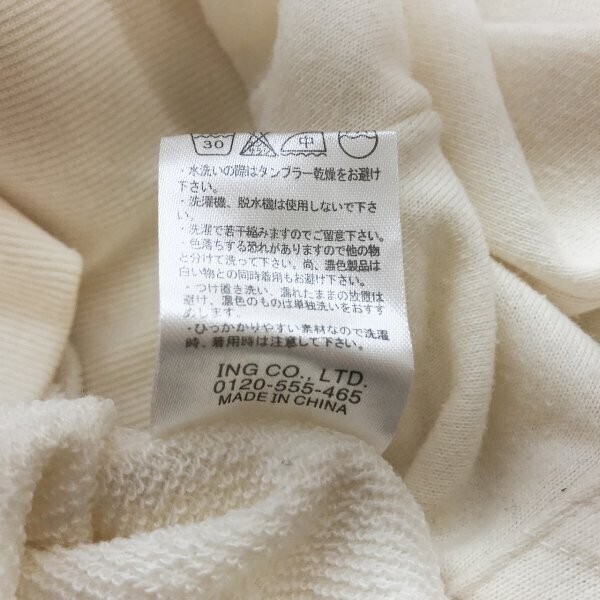 30 中
・水洗いの際はタンブラー乾燥をお避け
下さい。
・洗濯機、脱水機は使用しないで下さ
い。
・洗濯で若干縮みますのでご留意下さい。
・色落ちする恐れがありますので他の物
と分けて洗って下さい。尚、濃色製品は
白い物との同時着用もお避け下さい。
・つけ置き洗い、濡れたままの放置は
避け、濃色のものは単独洗いをおすす
めします。
・ひっかかりやすい素材なので洗濯
時、着用時は注意して下さい。
ING CO., LTD.
0120-555-465
MADE IN CHINA